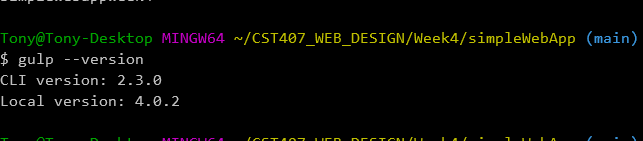 Tony@Tony-Desktop MINGW64 ~/CST407_WEB_DESIGN/Week4/simpleWebApp (main)
$ gulp --version
CLI version: 2.3.0
Local version: 4.0.2